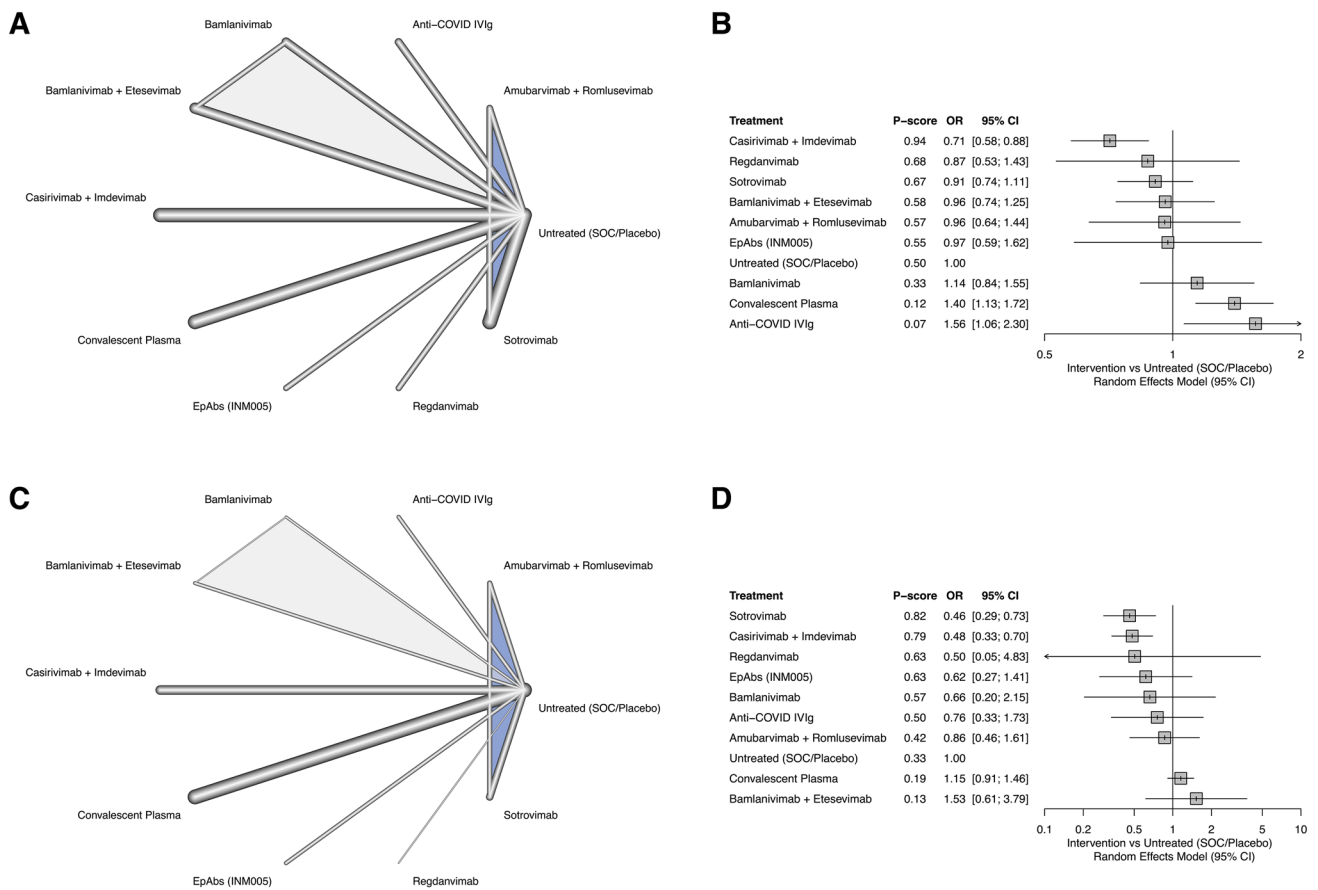 A
Bamlanivimab
Anti−COVID IVIg
Bamlanivimab + Etesevimab
Amubarvimab + Romlusevimab
Casirivimab + Imdevimab
Untreated (SOC/Placebo)
Convalescent Plasma
Sotrovimab
EpAbs (INM005)
Regdanvimab
B
Treatment P−score OR 95% CI
Casirivimab + Imdevimab 0.94 0.71 [0.58; 0.88]
Regdanvimab 0.68 0.87 [0.53; 1.43]
Sotrovimab 0.67 0.91 [0.74; 1.11]
Bamlanivimab + Etesevimab 0.58 0.96 [0.74; 1.25]
Amubarvimab + Romlusevimab 0.57 0.96 [0.64; 1.44]
EpAbs (INM005) 0.55 0.97 [0.59; 1.62]
Untreated (SOC/Placebo) 0.50 1.00
Bamlanivimab 0.33 1.14 [0.84; 1.55]
Convalescent Plasma 0.12 1.40 [1.13; 1.72]
Anti−COVID IVIg 0.07 1.56 [1.06; 2.30]
0.5 1 2
Intervention vs Untreated (SOC/Placebo)
Random Effects Model (95% CI)
C
Bamlanivimab
Anti−COVID IVIg
Bamlanivimab + Etesevimab
Amubarvimab + Romlusevimab
Casirivimab + Imdevimab
Untreated (SOC/Placebo)
Convalescent Plasma
Sotrovimab
EpAbs (INM005)
Regdanvimab
D
Treatment P−score OR 95% CI
Sotrovimab 0.82 0.46 [0.29; 0.73]
Casirivimab + Imdevimab 0.79 0.48 [0.33; 0.70]
Regdanvimab 0.63 0.50 [0.05; 4.83]
EpAbs (INM005) 0.63 0.62 [0.27; 1.41]
Bamlanivimab 0.57 0.66 [0.20; 2.15]
Anti−COVID IVIg 0.50 0.76 [0.33; 1.73]
Amubarvimab + Romlusevimab 0.42 0.86 [0.46; 1.61]
Untreated (SOC/Placebo) 0.33 1.00
Convalescent Plasma 0.19 1.15 [0.91; 1.46]
Bamlanivimab + Etesevimab 0.13 1.53 [0.61; 3.79]
0.1 0.2 0.5 1 2 5 10
Intervention vs Untreated (SOC/Placebo)
Random Effects Model (95% CI)